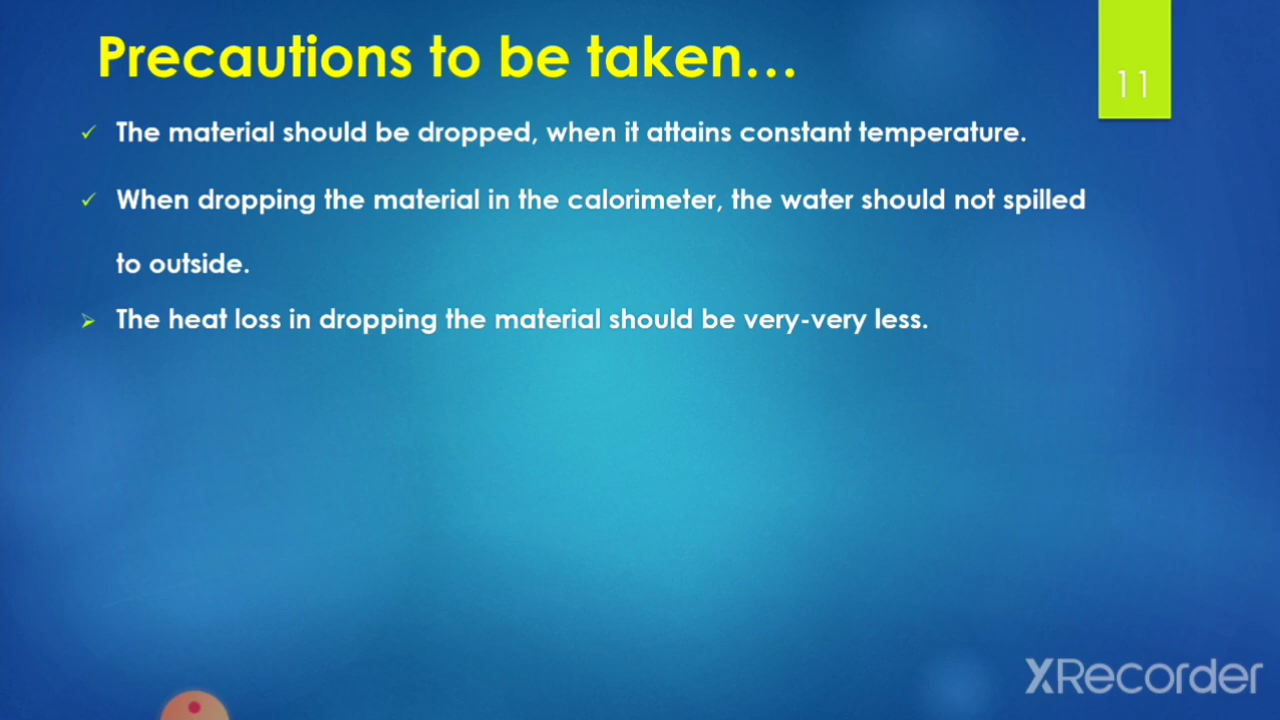 Precautions to be taken...
11
✓ The material should be dropped, when it attains constant temperature.
✓ When dropping the material in the calorimeter, the water should not spilled
to outside.
➢ The heat loss in dropping the material should be very-very less.
XRecorder